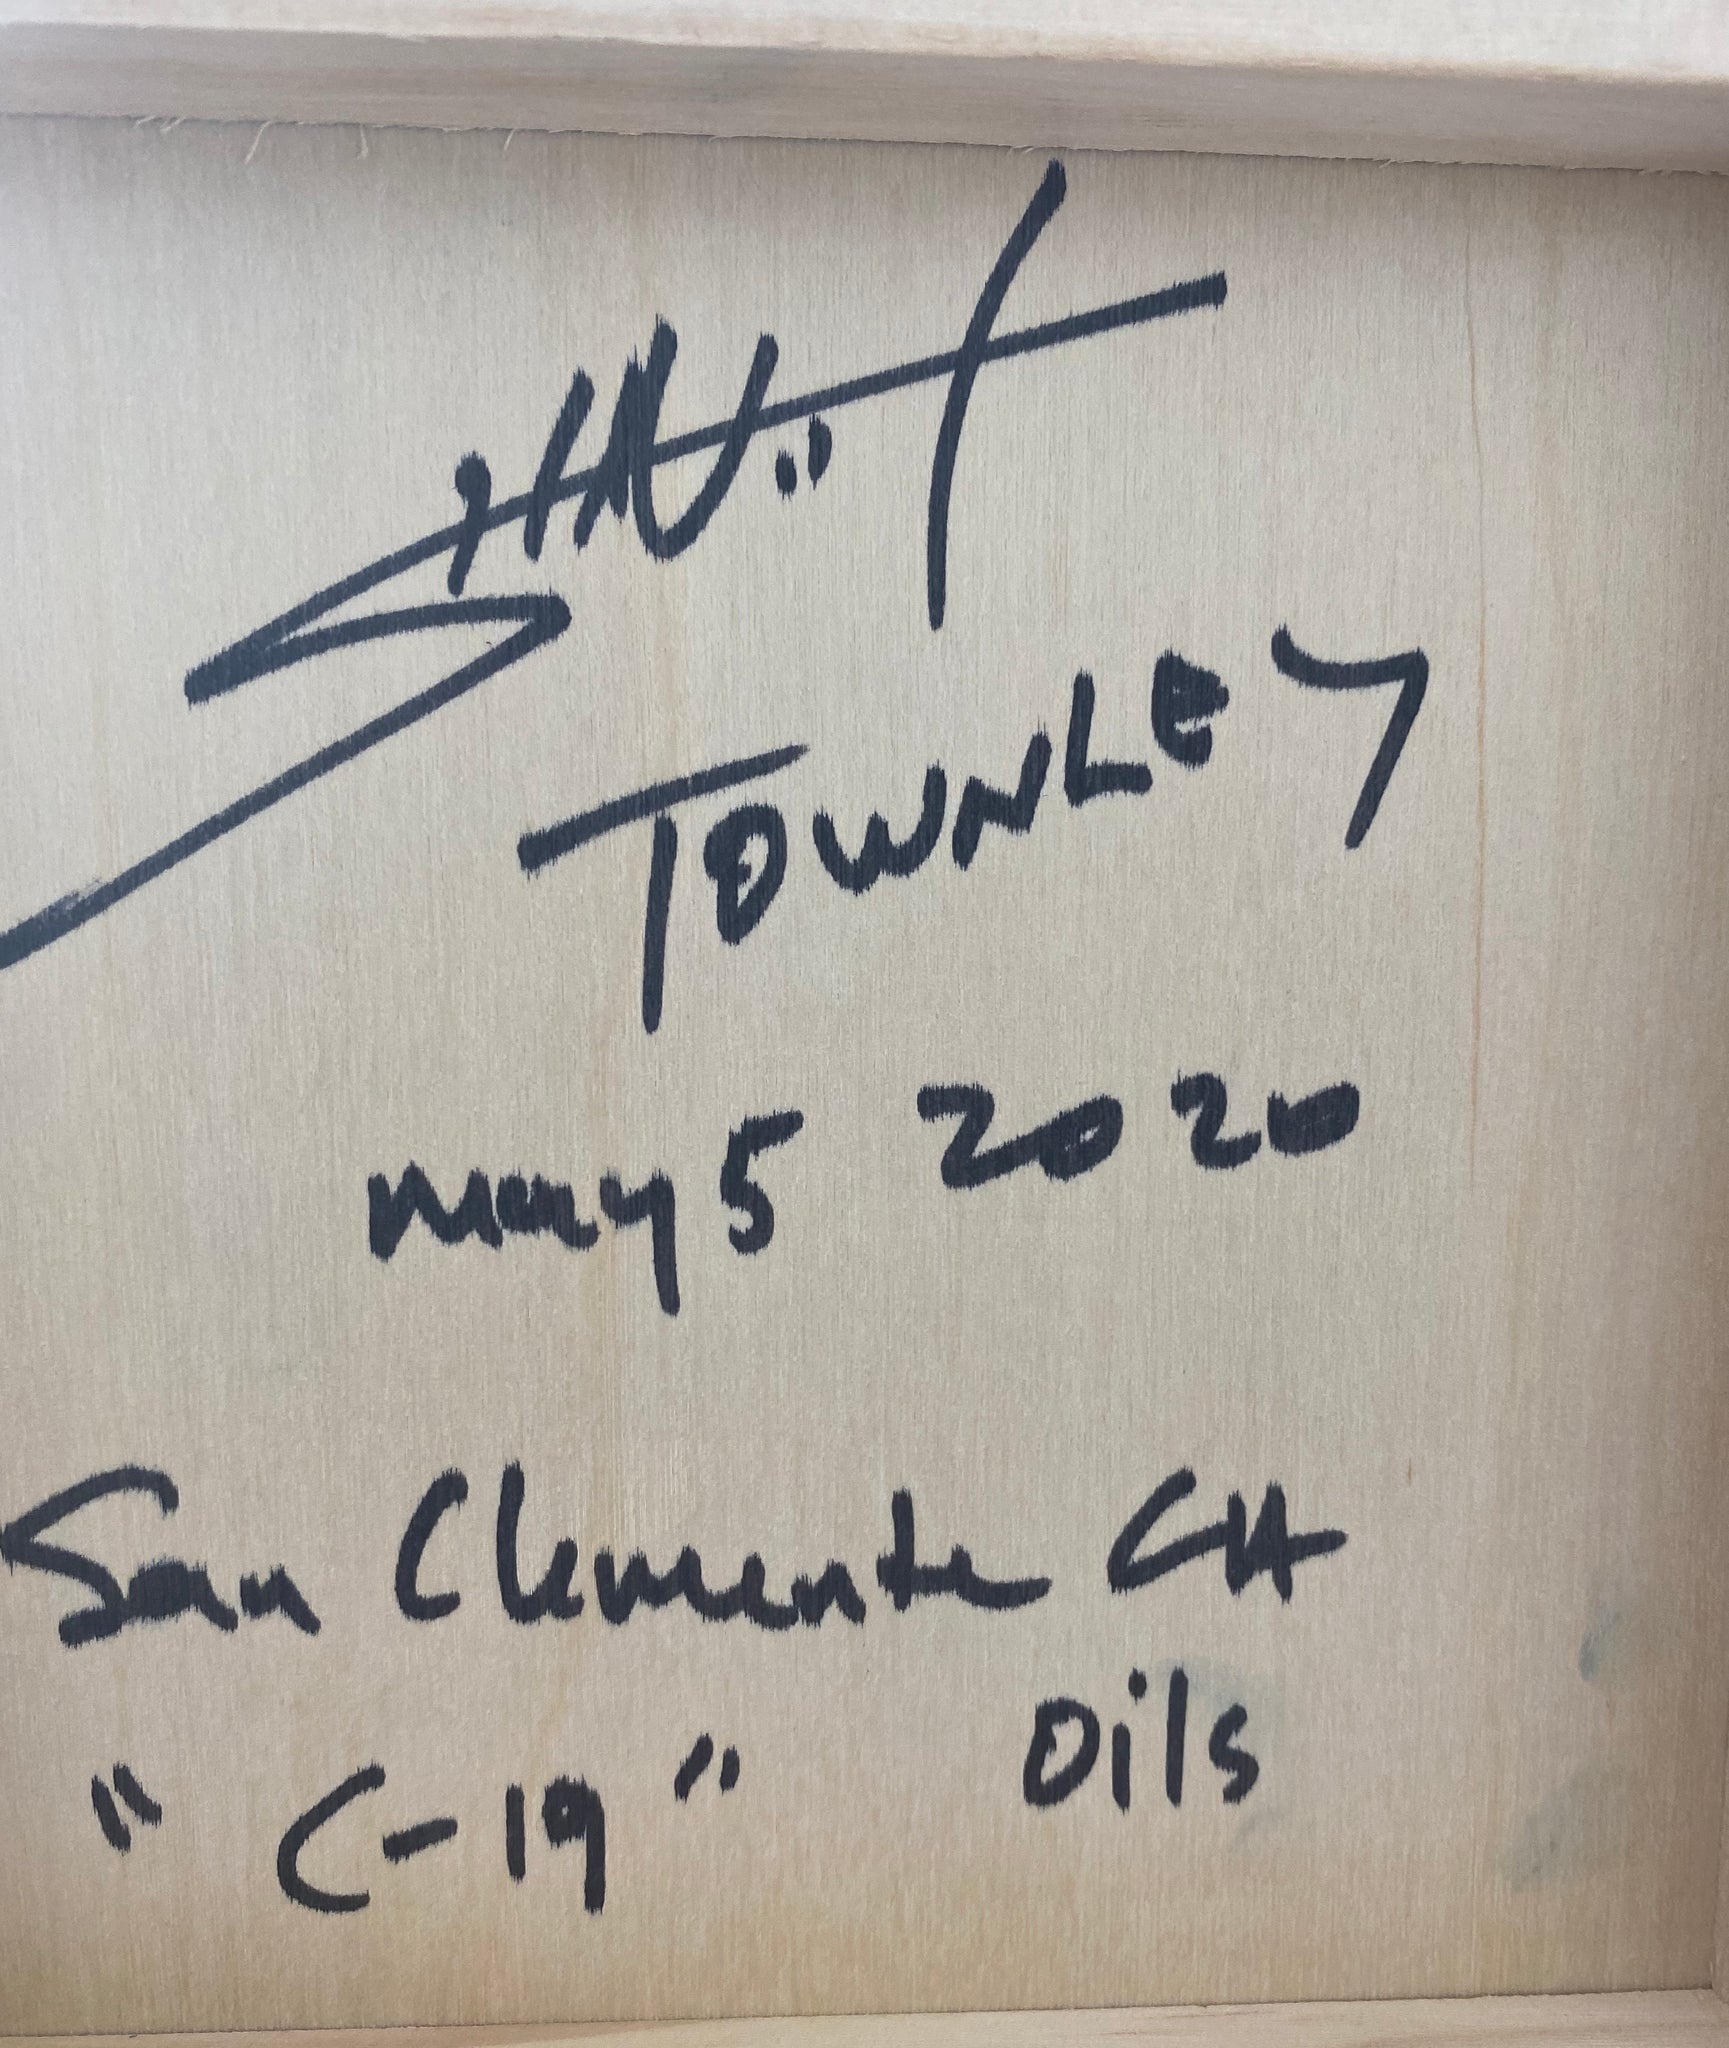 TOWNLEY
May 5 2020
San Clemente CA
Oils
"C-19"